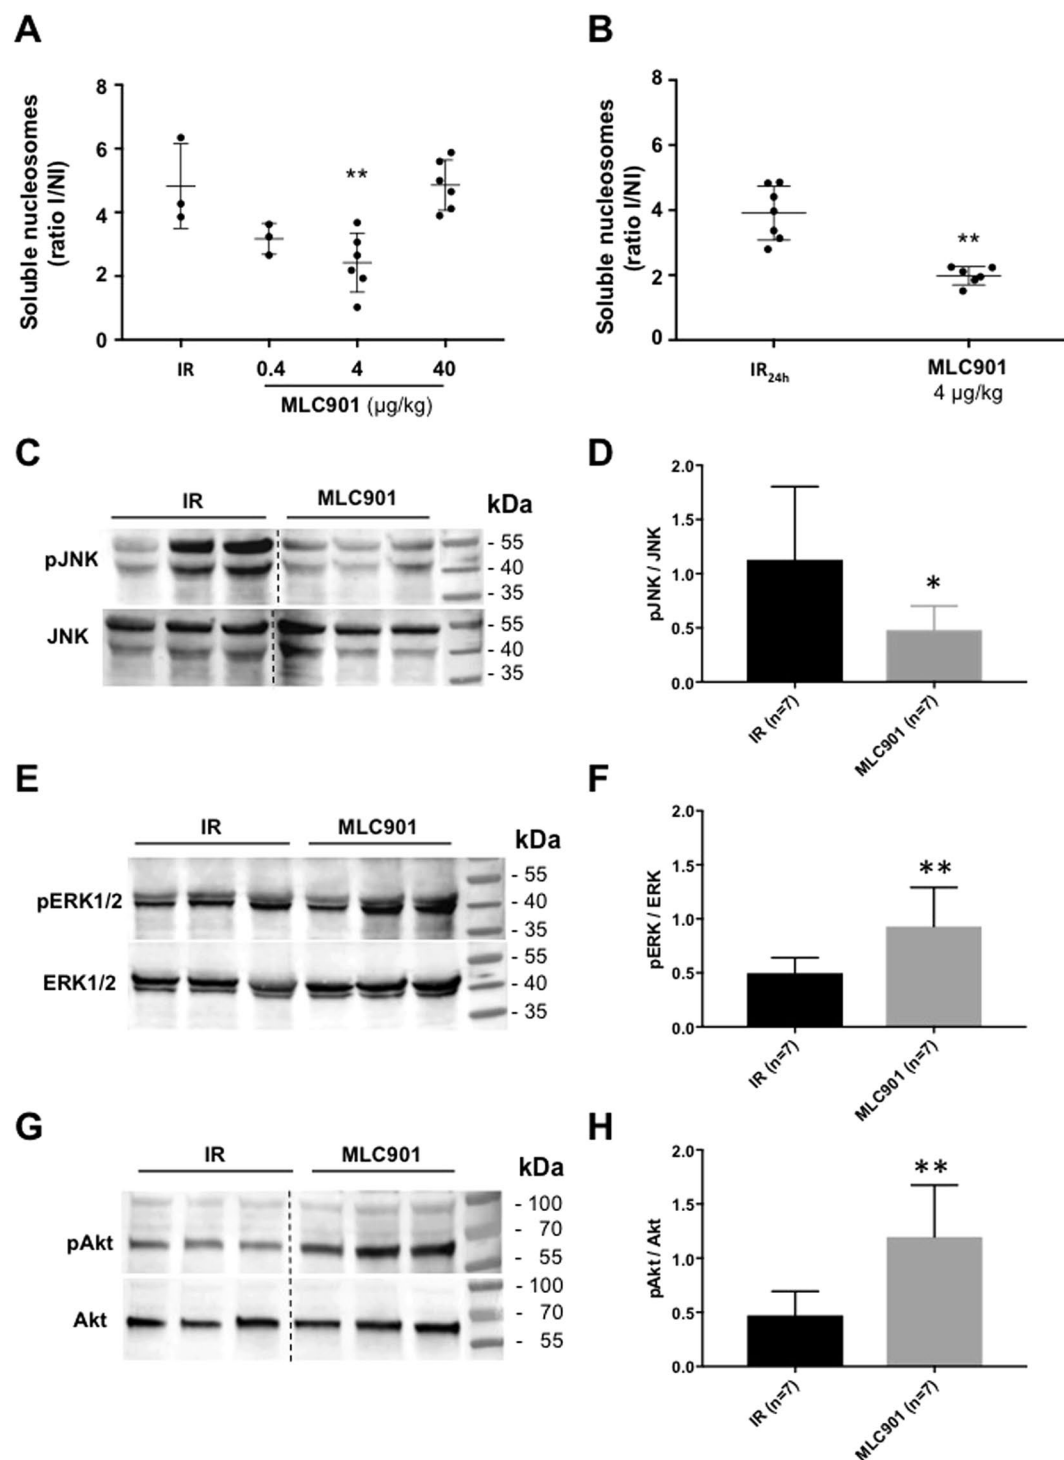 A
Soluble nucleosomes
(ratio I/NI)
8
6
4
2
0
**
IR
0.4
4
40
MLC901 (µg/kg)
B
Soluble nucleosomes
(ratio I/NI)
8
6
4
2
0
**
IR24h
MLC901
4 µg/kg
C
IR
MLC901
kDa
pJNK
- 55
- 40
- 35
JNK
- 55
- 40
- 35
D
pJNK / JNK
2.0
1.5
1.0
0.5
0.0
*
IR (n=7)
MLC901 (n=7)
E
IR
MLC901
kDa
pERK1/2
- 55
- 40
- 35
ERK1/2
- 55
- 40
- 35
F
pERK / ERK
2.0
1.5
1.0
0.5
0.0
**
IR (n=7)
MLC901 (n=7)
G
IR
MLC901
kDa
pAkt
- 100
- 70
- 55
Akt
- 100
- 70
- 55
H
pAkt / Akt
2.0
1.5
1.0
0.5
0.0
**
IR (n=7)
MLC901 (n=7)